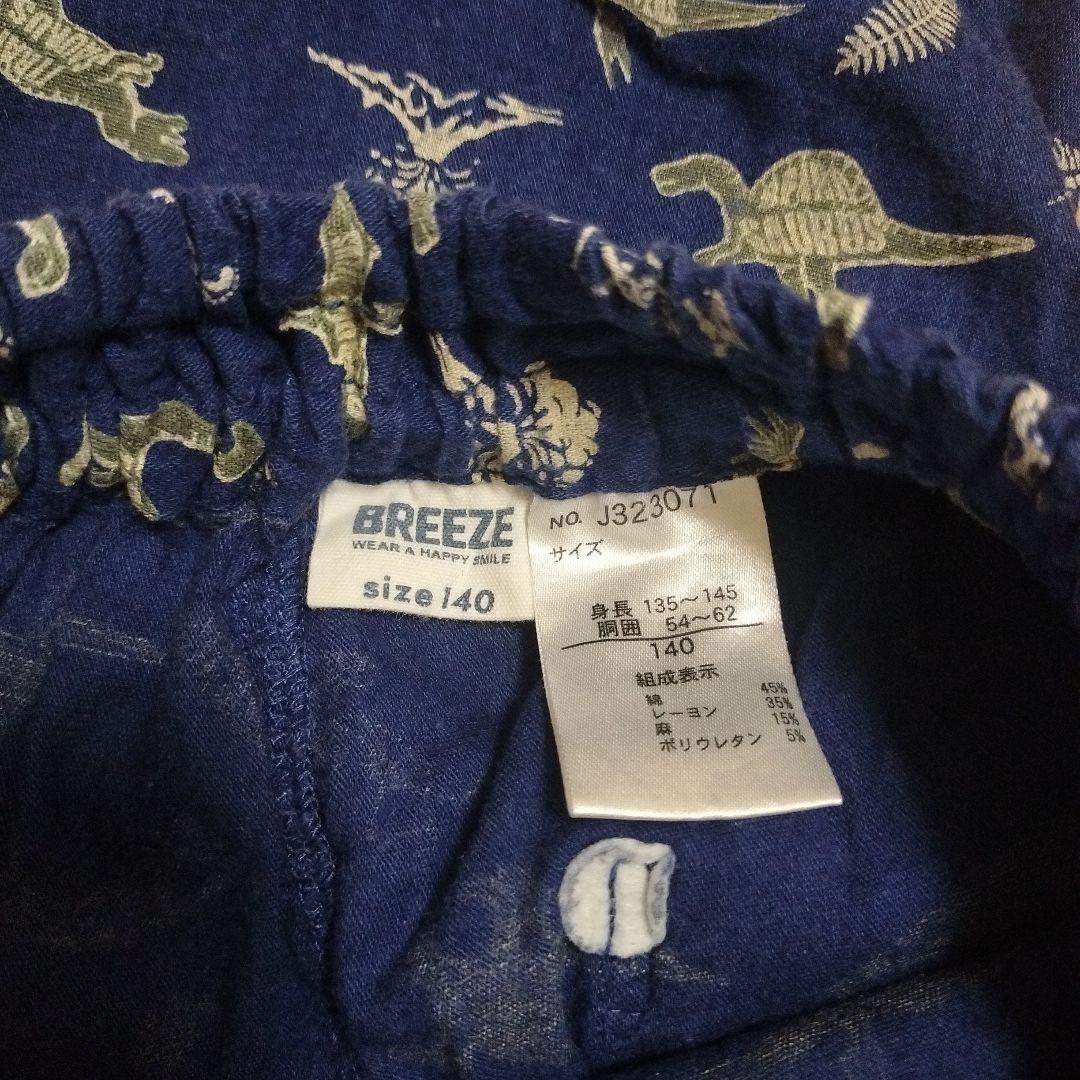 BREEZE
WEAR A HAPPY SMILE
size 140
NO. J323071
サイズ
身長 135～145
胴囲 54～62
140
組成表示
綿 45%
レーヨン 35%
麻 15%
ポリウレタン 5%